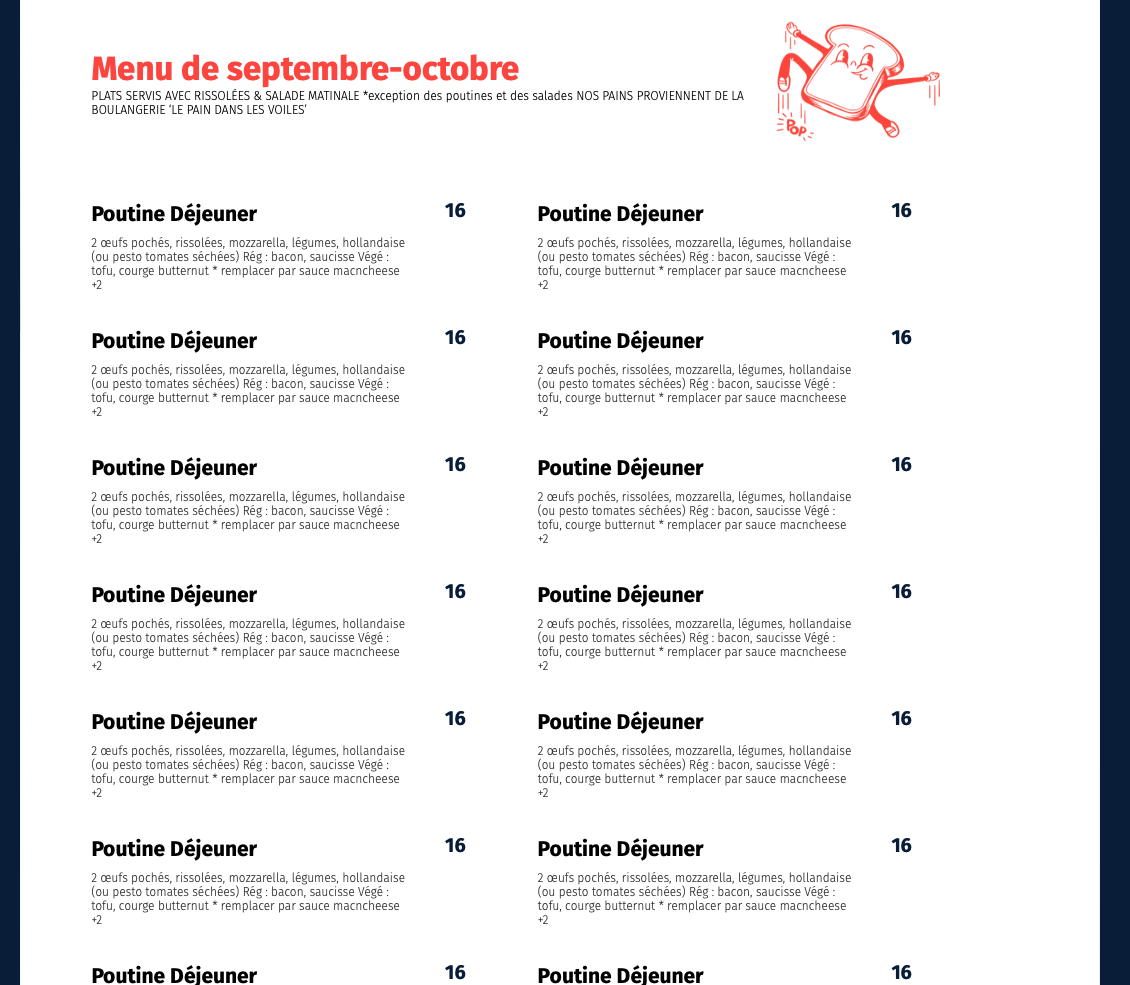 Menu de septembre-octobre
PLATS SERVIS AVEC RISSOLÉES & SALADE MATINALE *exception des poutines et des salades NOS PAINS PROVIENNENT DE LA
BOULANGERIE ‘LE PAIN DANS LES VOILES’
POP
Poutine Déjeuner 16
2 œufs pochés, rissolées, mozzarella, légumes, hollandaise
(ou pesto tomates séchées) Rég : bacon, saucisse Végé :
tofu, courge butternut * remplacer par sauce macncheese
+2
Poutine Déjeuner 16
2 œufs pochés, rissolées, mozzarella, légumes, hollandaise
(ou pesto tomates séchées) Rég : bacon, saucisse Végé :
tofu, courge butternut * remplacer par sauce macncheese
+2
Poutine Déjeuner 16
2 œufs pochés, rissolées, mozzarella, légumes, hollandaise
(ou pesto tomates séchées) Rég : bacon, saucisse Végé :
tofu, courge butternut * remplacer par sauce macncheese
+2
Poutine Déjeuner 16
2 œufs pochés, rissolées, mozzarella, légumes, hollandaise
(ou pesto tomates séchées) Rég : bacon, saucisse Végé :
tofu, courge butternut * remplacer par sauce macncheese
+2
Poutine Déjeuner 16
2 œufs pochés, rissolées, mozzarella, légumes, hollandaise
(ou pesto tomates séchées) Rég : bacon, saucisse Végé :
tofu, courge butternut * remplacer par sauce macncheese
+2
Poutine Déjeuner 16
2 œufs pochés, rissolées, mozzarella, légumes, hollandaise
(ou pesto tomates séchées) Rég : bacon, saucisse Végé :
tofu, courge butternut * remplacer par sauce macncheese
+2
Poutine Déjeuner 16
2 œufs pochés, rissolées, mozzarella, légumes, hollandaise
(ou pesto tomates séchées) Rég : bacon, saucisse Végé :
tofu, courge butternut * remplacer par sauce macncheese
+2
Poutine Déjeuner 16
2 œufs pochés, rissolées, mozzarella, légumes, hollandaise
(ou pesto tomates séchées) Rég : bacon, saucisse Végé :
tofu, courge butternut * remplacer par sauce macncheese
+2
Poutine Déjeuner 16
2 œufs pochés, rissolées, mozzarella, légumes, hollandaise
(ou pesto tomates séchées) Rég : bacon, saucisse Végé :
tofu, courge butternut * remplacer par sauce macncheese
+2
Poutine Déjeuner 16
2 œufs pochés, rissolées, mozzarella, légumes, hollandaise
(ou pesto tomates séchées) Rég : bacon, saucisse Végé :
tofu, courge butternut * remplacer par sauce macncheese
+2
Poutine Déjeuner 16
2 œufs pochés, rissolées, mozzarella, légumes, hollandaise
(ou pesto tomates séchées) Rég : bacon, saucisse Végé :
tofu, courge butternut * remplacer par sauce macncheese
+2
Poutine Déjeuner 16
2 œufs pochés, rissolées, mozzarella, légumes, hollandaise
(ou pesto tomates séchées) Rég : bacon, saucisse Végé :
tofu, courge butternut * remplacer par sauce macncheese
+2
Poutine Déjeuner 16
Poutine Déjeuner 16